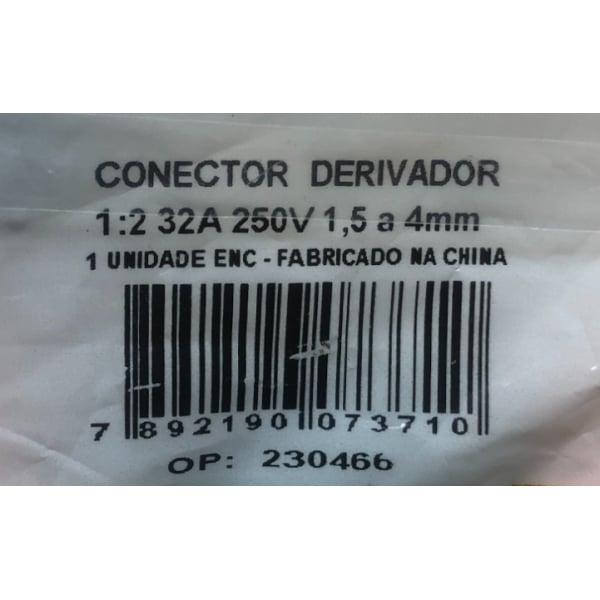 CONECTOR DERIVADOR
1:2 32A 250V 1,5 a 4mm
1 UNIDADE ENC - FABRICADO NA CHINA
7 892190 073710
OP: 230466